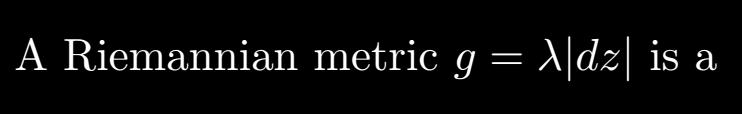 A Riemannian metric g = λ|dz| is a